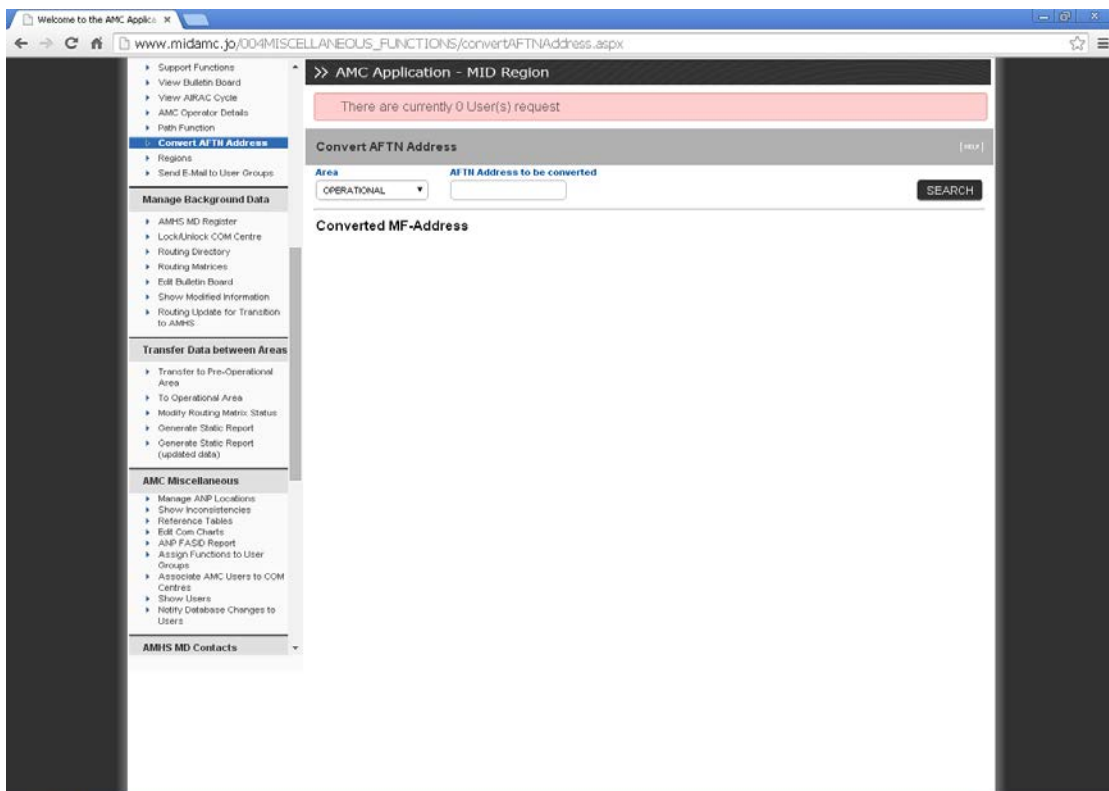 Welcome to the AMC Applica
www.midamc.jo/004MISCELLANEOUS_FUNCTIONS/convertAFTNAddress.aspx
Support Functions
View Bulletin Board
View AIRAC Cycle
AMC Operator Details
Path Function
Convert AFTN Address
Regions
Send E-Mail to User Groups
Manage Background Data
AMHS MD Register
Lock/Unlock COM Centre
Routing Directory
Routing Matrices
Edit Bulletin Board
Show Modified Information
Routing Update for Transition
to AMHS
Transfer Data between Areas
Transfer to Pre-Operational
Area
To Operational Area
Modify Routing Matrix Status
Generate Static Report
Generate Static Report
(updated data)
AMC Miscellaneous
Manage ANP Locations
Show Inconsistencies
Reference Tables
Edit Com Charts
ANP FASID Report
Assign Functions to User
Groups
Associate AMC Users to COM
Centres
Show Users
Notify Database Changes to
Users
AMHS MD Contacts
>> AMC Application - MID Region
There are currently 0 User(s) request
Convert AFTN Address
[HELP]
Area
AFTN Address to be converted
OPERATIONAL
SEARCH
Converted MF-Address